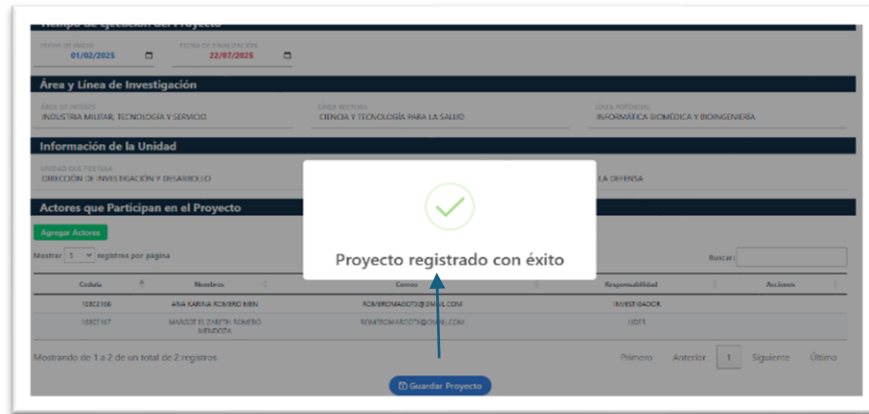 Tiempo de Ejecución del Proyecto
FECHA DE INICIO FECHA DE FINALIZACIÓN
01/02/2025 22/07/2025
Área y Línea de Investigación
ÁREA DE INTERÉS LÍNEA RECTORA LÍNEA POTENCIAL
INDUSTRIA MILITAR, TECNOLOGÍA Y SERVICIO CIENCIA Y TECNOLOGÍA PARA LA SALUD INFORMÁTICA BIOMÉDICA Y BIOINGENIERÍA
Información de la Unidad
UNIDAD QUE POSTULA
DIRECCIÓN DE INVESTIGACIÓN Y DESARROLLO LA DEFENSA
Actores que Participan en el Proyecto
Proyecto registrado con éxito
Agregar Actores
Mostrar 5 registros por página Buscar:
Cedula Nombres Correo Responsabilidad Acciones
ANA KARINA ROMERO MEN INVESTIGADOR
MARGOT ELIZABETH ROMERO MENDOZA LIDER
Mostrando de 1 a 2 de un total de 2 registros Primero Anterior 1 Siguiente Último
Guardar Proyecto